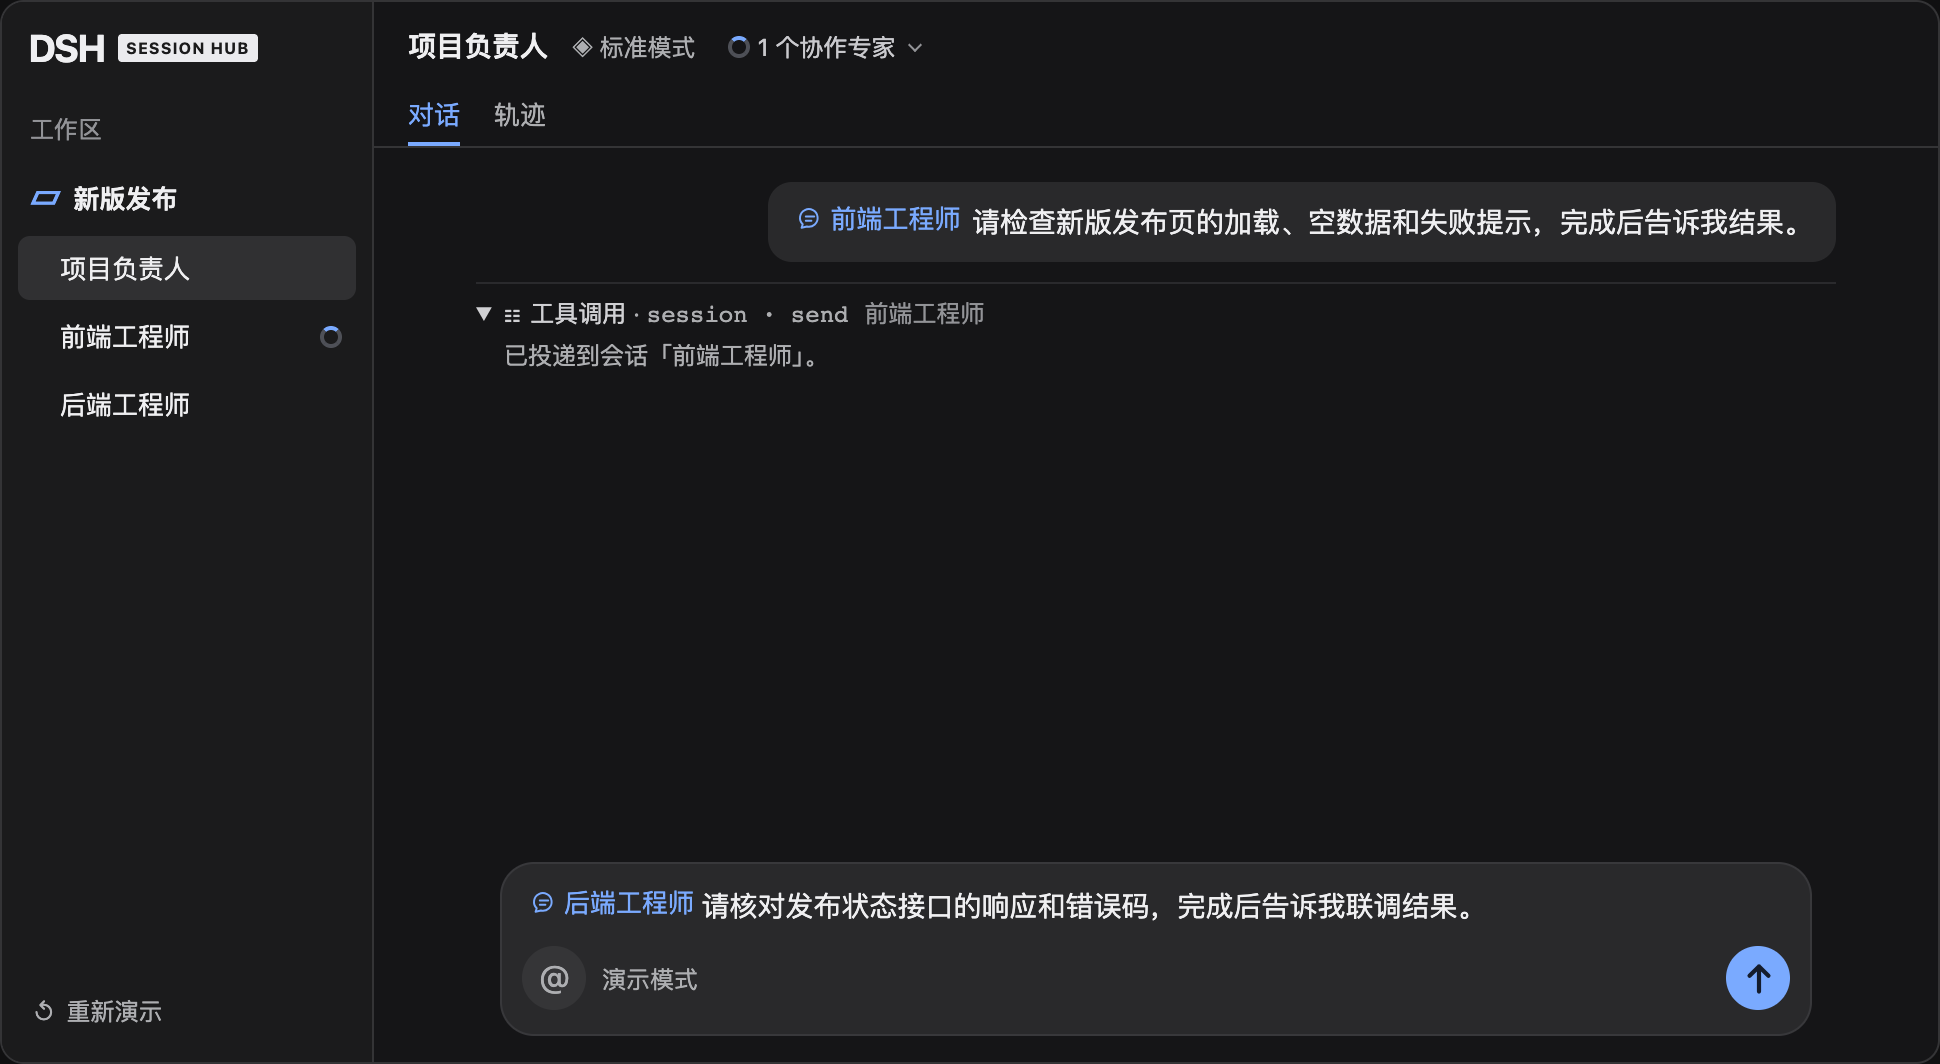 DSH SESSION HUB
工作区
新版发布
项目负责人
前端工程师
后端工程师
重新演示
项目负责人 标准模式 1 个协作专家
对话 轨迹
前端工程师 请检查新版发布页的加载、空数据和失败提示，完成后告诉我结果。
工具调用 · session · send 前端工程师
已投递到会话「前端工程师」。
后端工程师 请核对发布状态接口的响应和错误码，完成后告诉我联调结果。
@ 演示模式